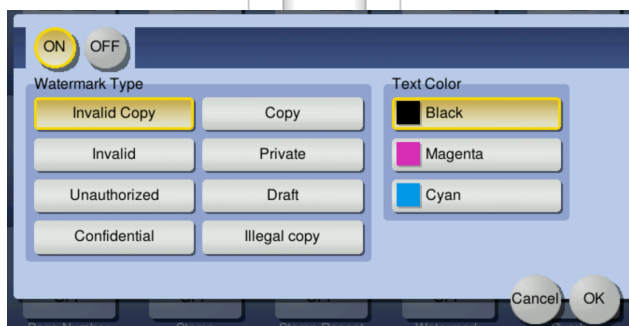 ON OFF
Watermark Type
Invalid Copy Copy
Invalid Private
Unauthorized Draft
Confidential Illegal copy
Text Color
Black
Magenta
Cyan
Cancel OK